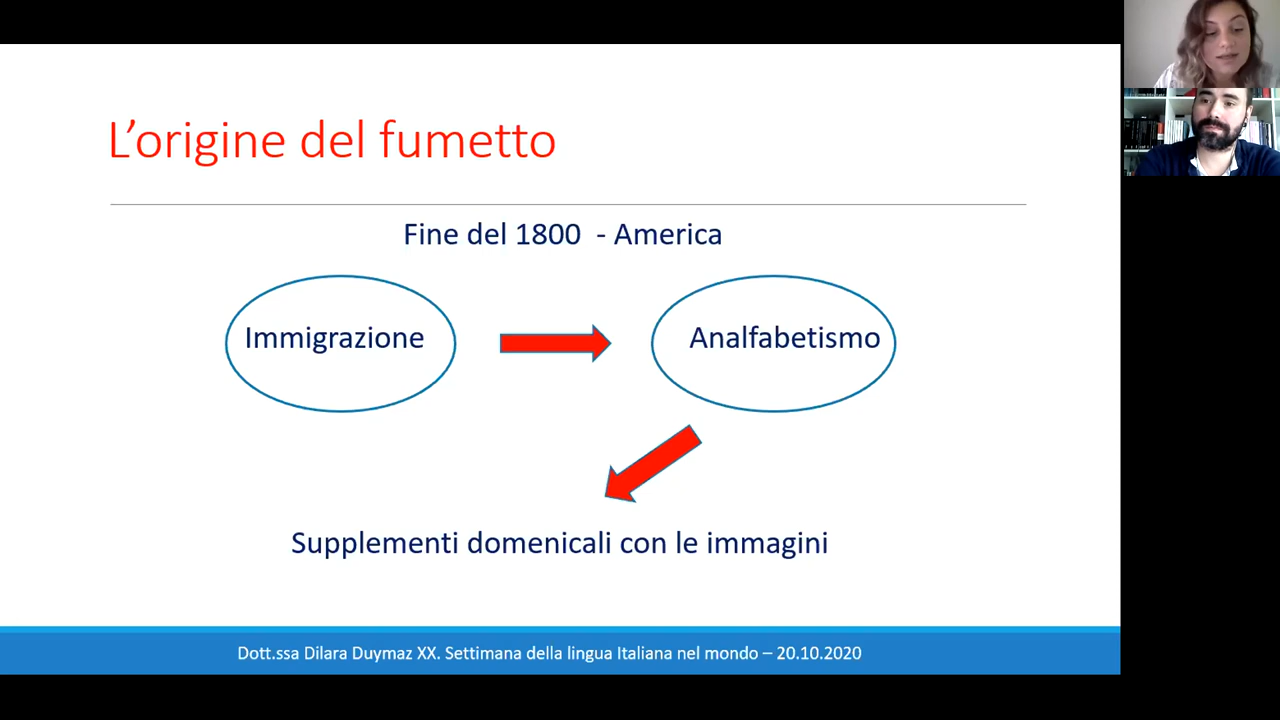 L’origine del fumetto
Fine del 1800 - America
Immigrazione
Analfabetismo
Supplementi domenicali con le immagini
Dott.ssa Dilara Duymaz XX. Settimana della lingua Italiana nel mondo – 20.10.2020